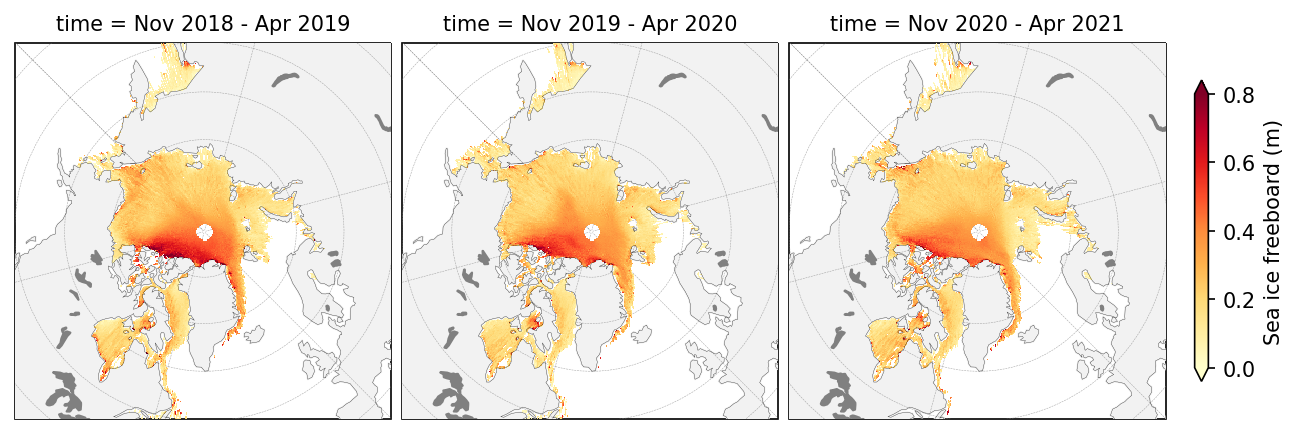 time = Nov 2018 - Apr 2019
time = Nov 2019 - Apr 2020
time = Nov 2020 - Apr 2021
0.8
0.6
0.4
0.2
0.0
Sea ice freeboard (m)